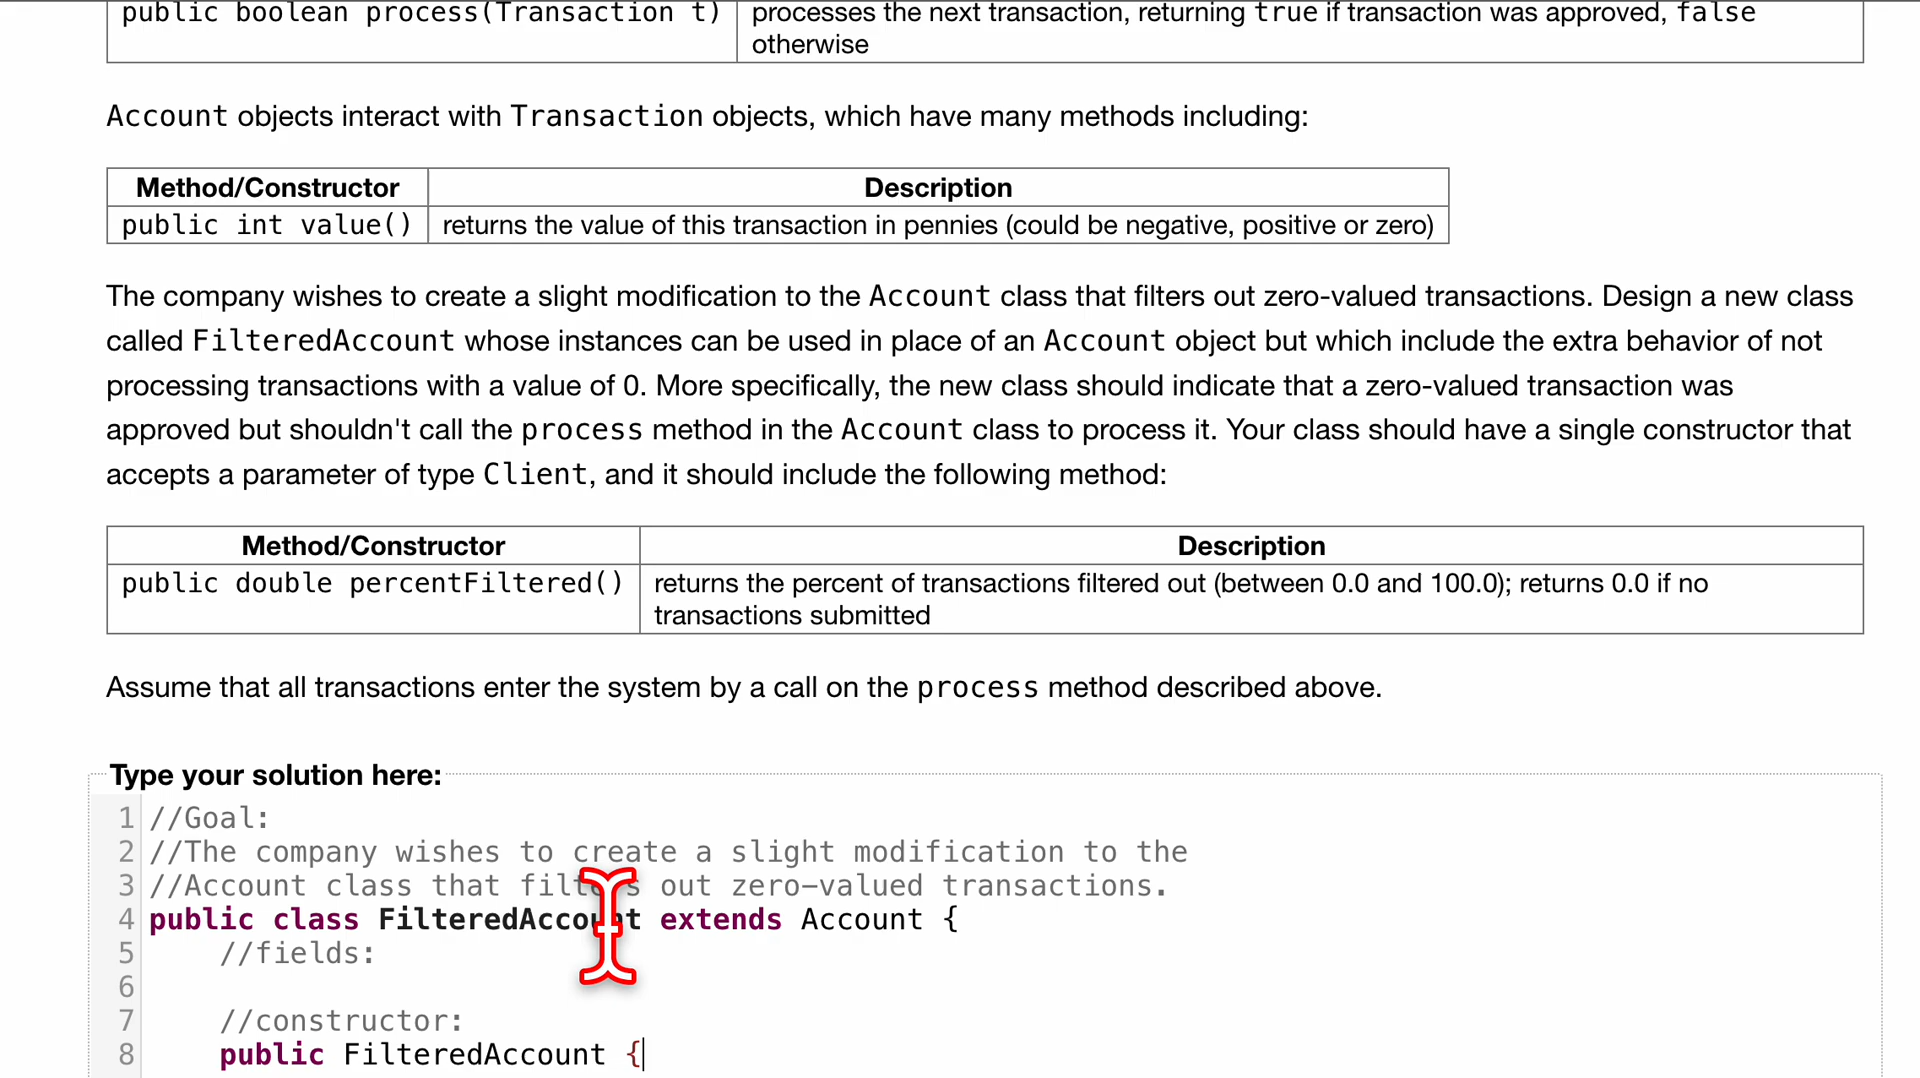 public boolean process(Transaction t) processes the next transaction, returning true if transaction was approved, false
otherwise
Account objects interact with Transaction objects, which have many methods including:
Method/Constructor Description
public int value() returns the value of this transaction in pennies (could be negative, positive or zero)
The company wishes to create a slight modification to the Account class that filters out zero-valued transactions. Design a new class
called FilteredAccount whose instances can be used in place of an Account object but which include the extra behavior of not
processing transactions with a value of 0. More specifically, the new class should indicate that a zero-valued transaction was
approved but shouldn't call the process method in the Account class to process it. Your class should have a single constructor that
accepts a parameter of type Client, and it should include the following method:
Method/Constructor Description
public double percentFiltered() returns the percent of transactions filtered out (between 0.0 and 100.0); returns 0.0 if no
transactions submitted
Assume that all transactions enter the system by a call on the process method described above.
Type your solution here:
1 //Goal:
2 //The company wishes to create a slight modification to the
3 //Account class that filters out zero-valued transactions.
4 public class FilteredAccount extends Account {
5 //fields:
6
7 //constructor:
8 public FilteredAccount {